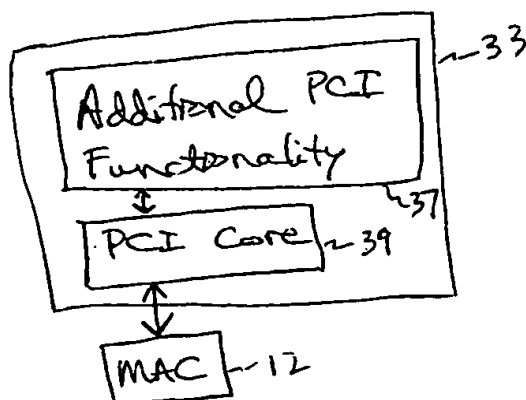 33
Additional PCI
Functionality
37
PCI Core
39
MAC
12